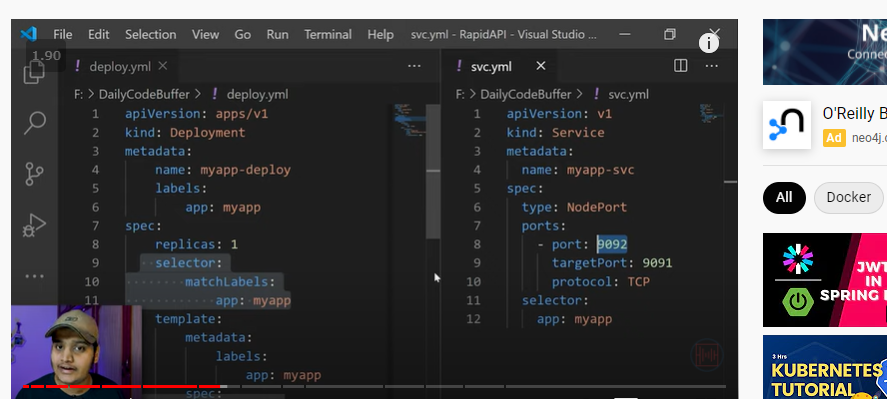 File Edit Selection View Go Run Terminal Help svc.yml - RapidAPI - Visual Studio ...
1.90
deploy.yml
F: > DailyCodeBuffer > ! deploy.yml
1 apiVersion: apps/v1
2 kind: Deployment
3 metadata:
4 name: myapp-deploy
5 labels:
6 app: myapp
7 spec:
8 replicas: 1
9 selector:
10 matchLabels:
11 app: myapp
template:
metadata:
labels:
app: myapp
spec:
svc.yml
F: > DailyCodeBuffer > ! svc.yml
1 apiVersion: v1
2 kind: Service
3 metadata:
4 name: myapp-svc
5 spec:
6 type: NodePort
7 ports:
8 - port: 9092
9 targetPort: 9091
10 protocol: TCP
11 selector:
12 app: myapp
Ne
Connec
O'Reilly B
Ad neo4j.c
All Docker
JWT
IN
SPRING
3 Hrs
KUBERNETES
TUTORIAL